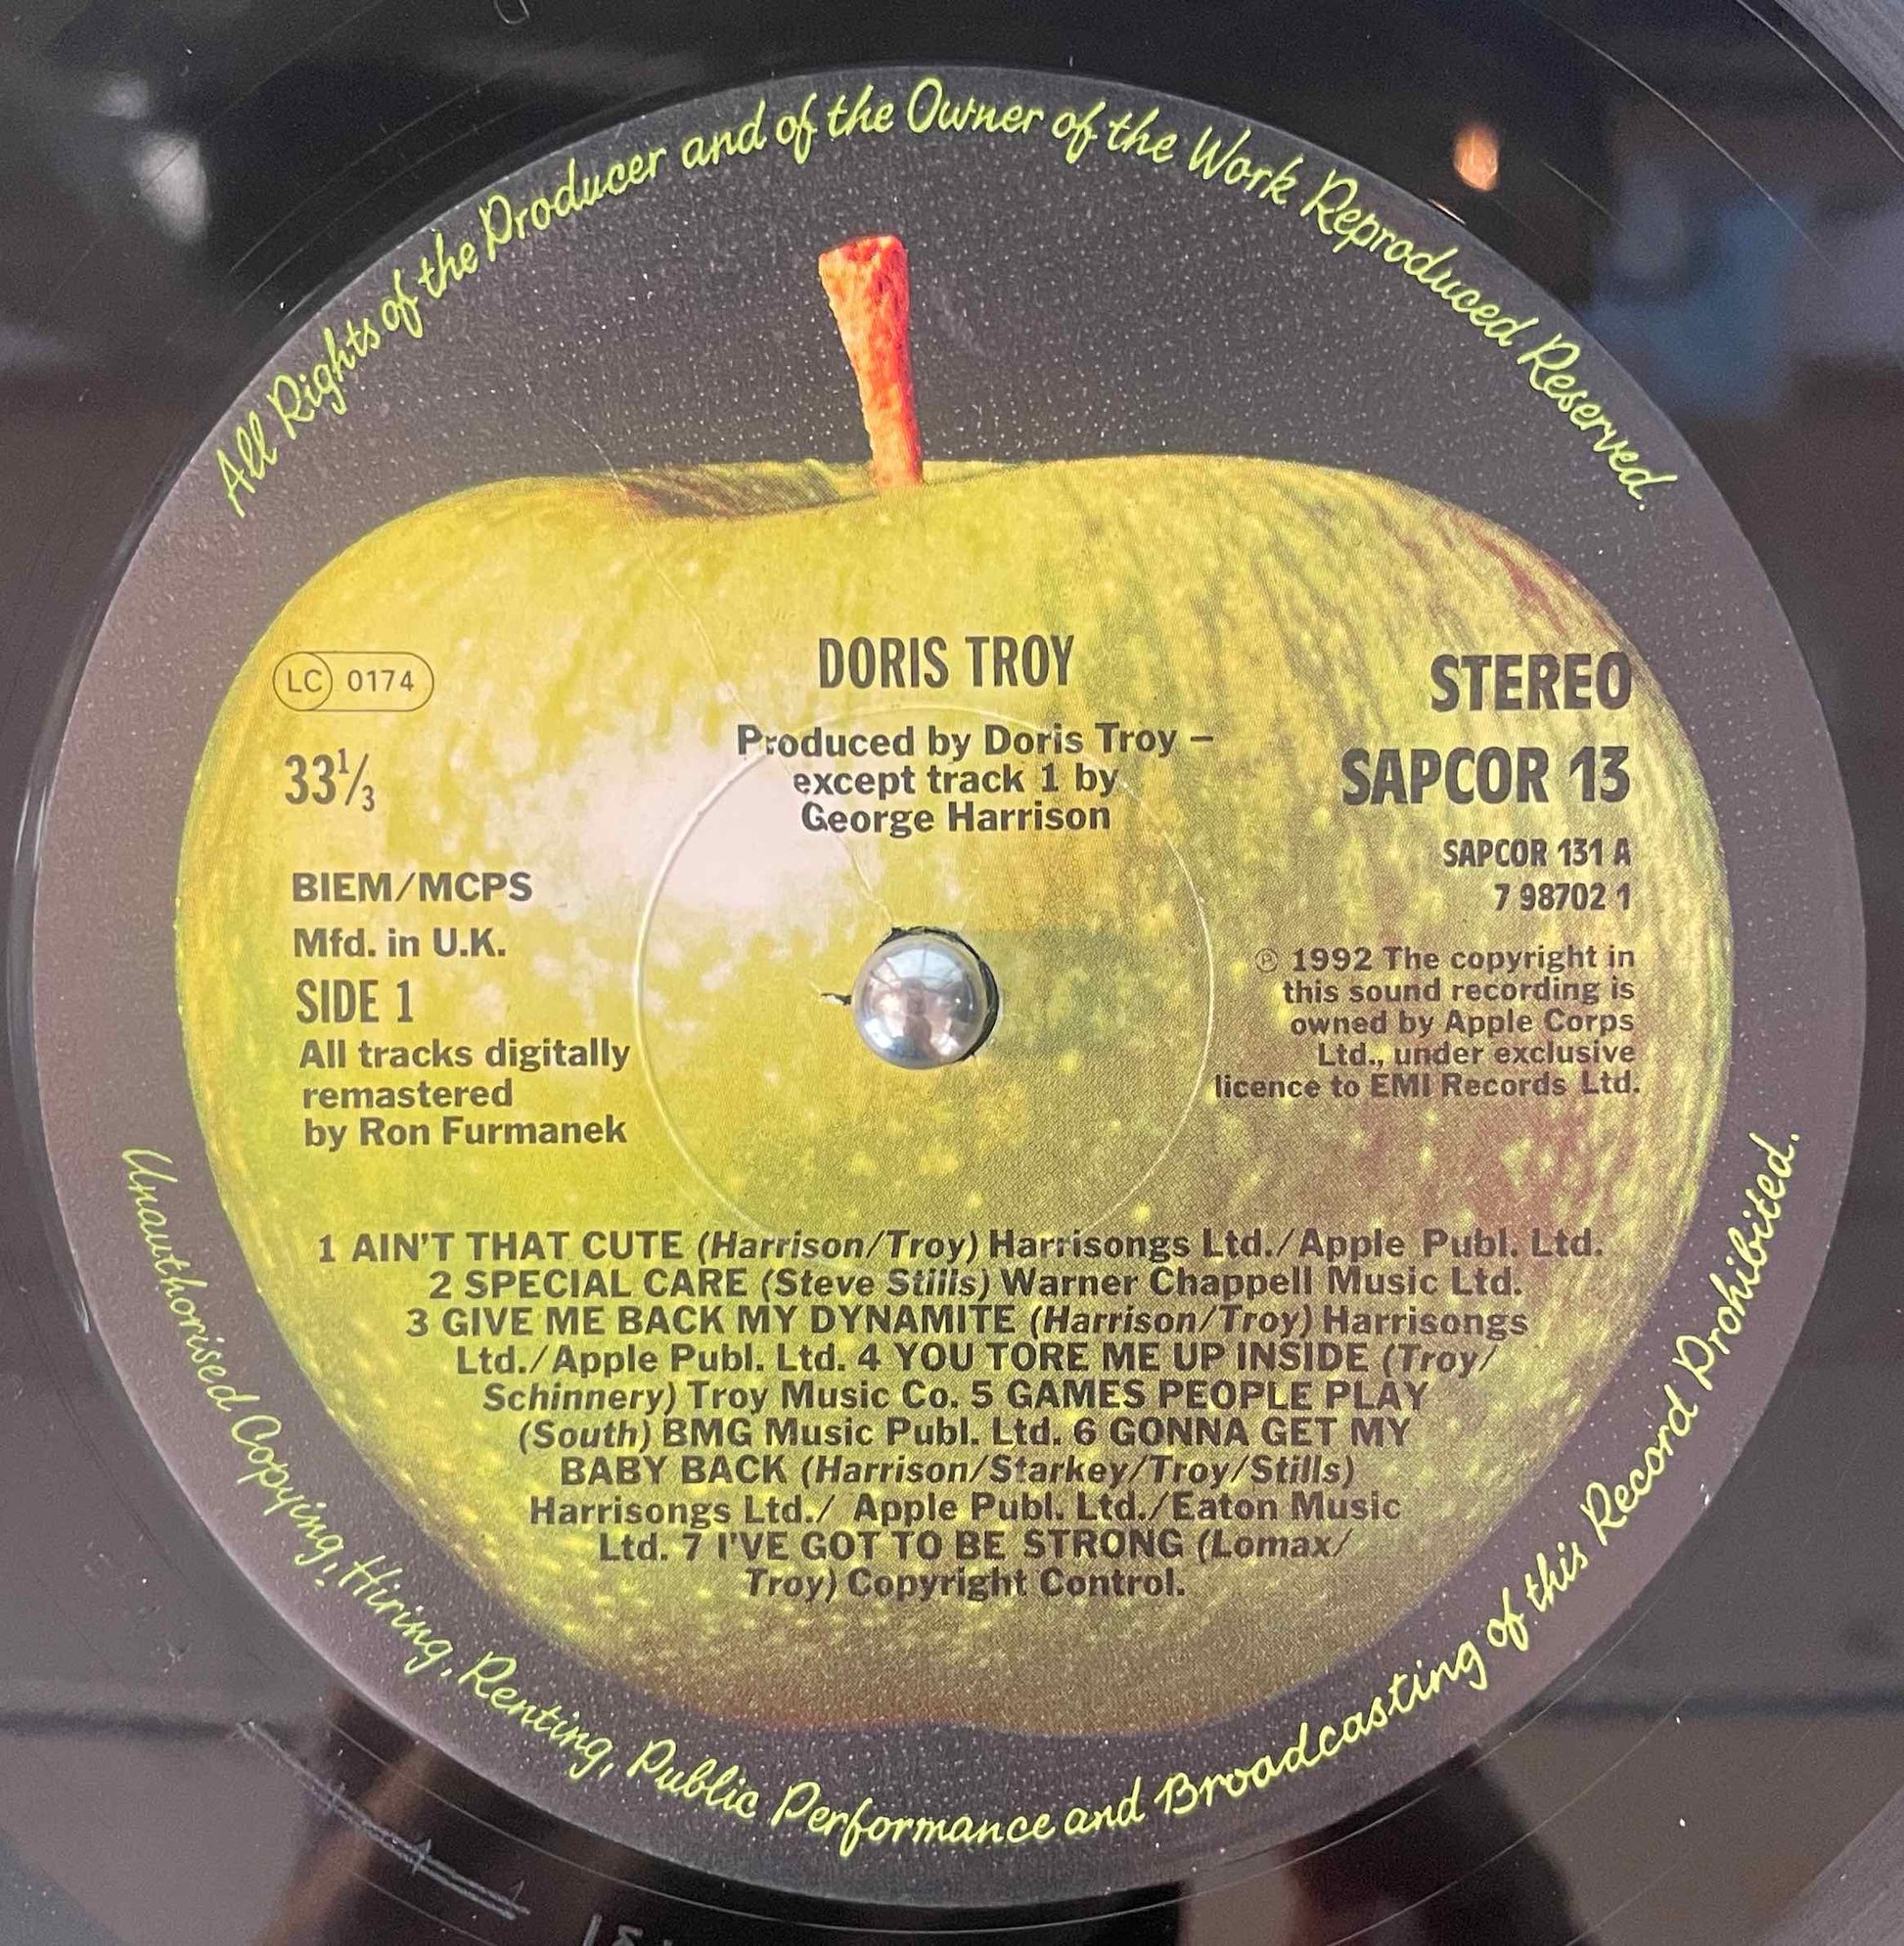 All Rights of the Producer and of the Owner of the Work Reproduced Reserved.
LC 0174
33⅓
BIEM/MCPS
Mfd. in U.K.
SIDE 1
All tracks digitally
remastered
by Ron Furmanek
DORIS TROY
Produced by Doris Troy –
except track 1 by
George Harrison
STEREO
SAPCOR 13
SAPCOR 131 A
7 98702 1
℗ 1992 The copyright in
this sound recording is
owned by Apple Corps
Ltd., under exclusive
licence to EMI Records Ltd.
1 AIN'T THAT CUTE (Harrison/Troy) Harrisongs Ltd./Apple Publ. Ltd.
2 SPECIAL CARE (Steve Stills) Warner Chappell Music Ltd.
3 GIVE ME BACK MY DYNAMITE (Harrison/Troy) Harrisongs
Ltd./Apple Publ. Ltd. 4 YOU TORE ME UP INSIDE (Troy/
Schinnery) Troy Music Co. 5 GAMES PEOPLE PLAY
(South) BMG Music Publ. Ltd. 6 GONNA GET MY
BABY BACK (Harrison/Starkey/Troy/Stills)
Harrisongs Ltd./ Apple Publ. Ltd./Eaton Music
Ltd. 7 I'VE GOT TO BE STRONG (Lomax/
Troy) Copyright Control.
Unauthorised Copying, Hiring, Renting, Public Performance and Broadcasting of this Record Prohibited.